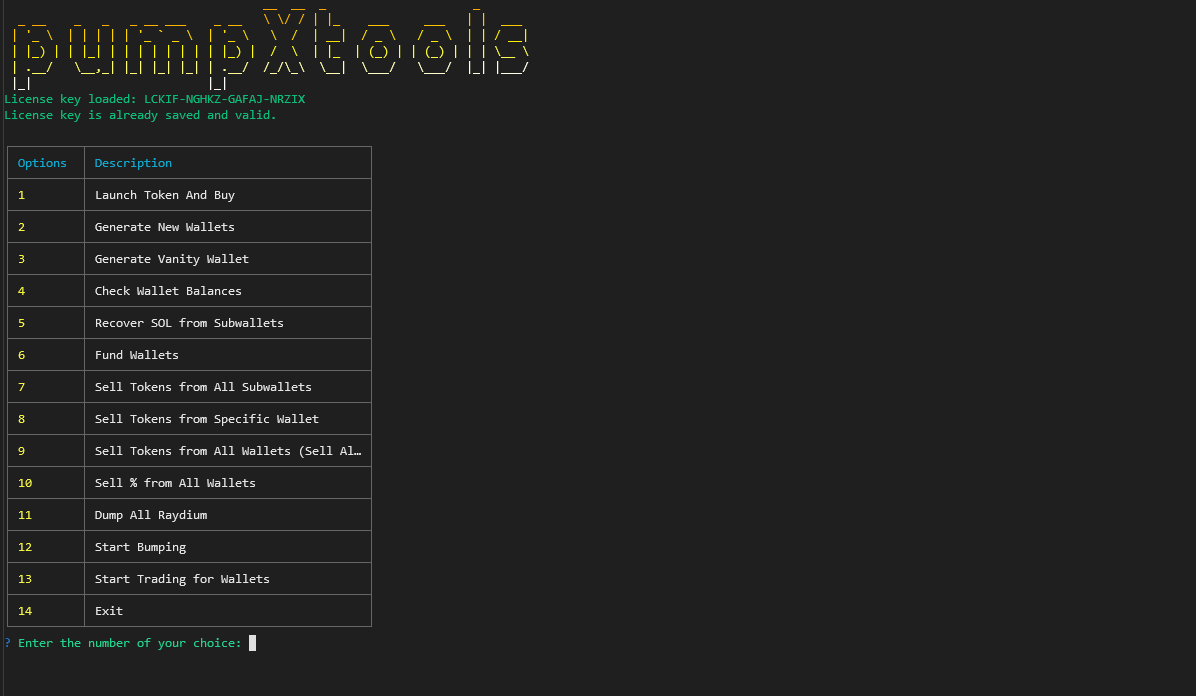 pumpXtools
License key loaded: LCKIF-NGHKZ-GAFAJ-NRZIX
License key is already saved and valid.
Options Description
1 Launch Token And Buy
2 Generate New Wallets
3 Generate Vanity Wallet
4 Check Wallet Balances
5 Recover SOL from Subwallets
6 Fund Wallets
7 Sell Tokens from All Subwallets
8 Sell Tokens from Specific Wallet
9 Sell Tokens from All Wallets (Sell Al…
10 Sell % from All Wallets
11 Dump All Raydium
12 Start Bumping
13 Start Trading for Wallets
14 Exit
? Enter the number of your choice: